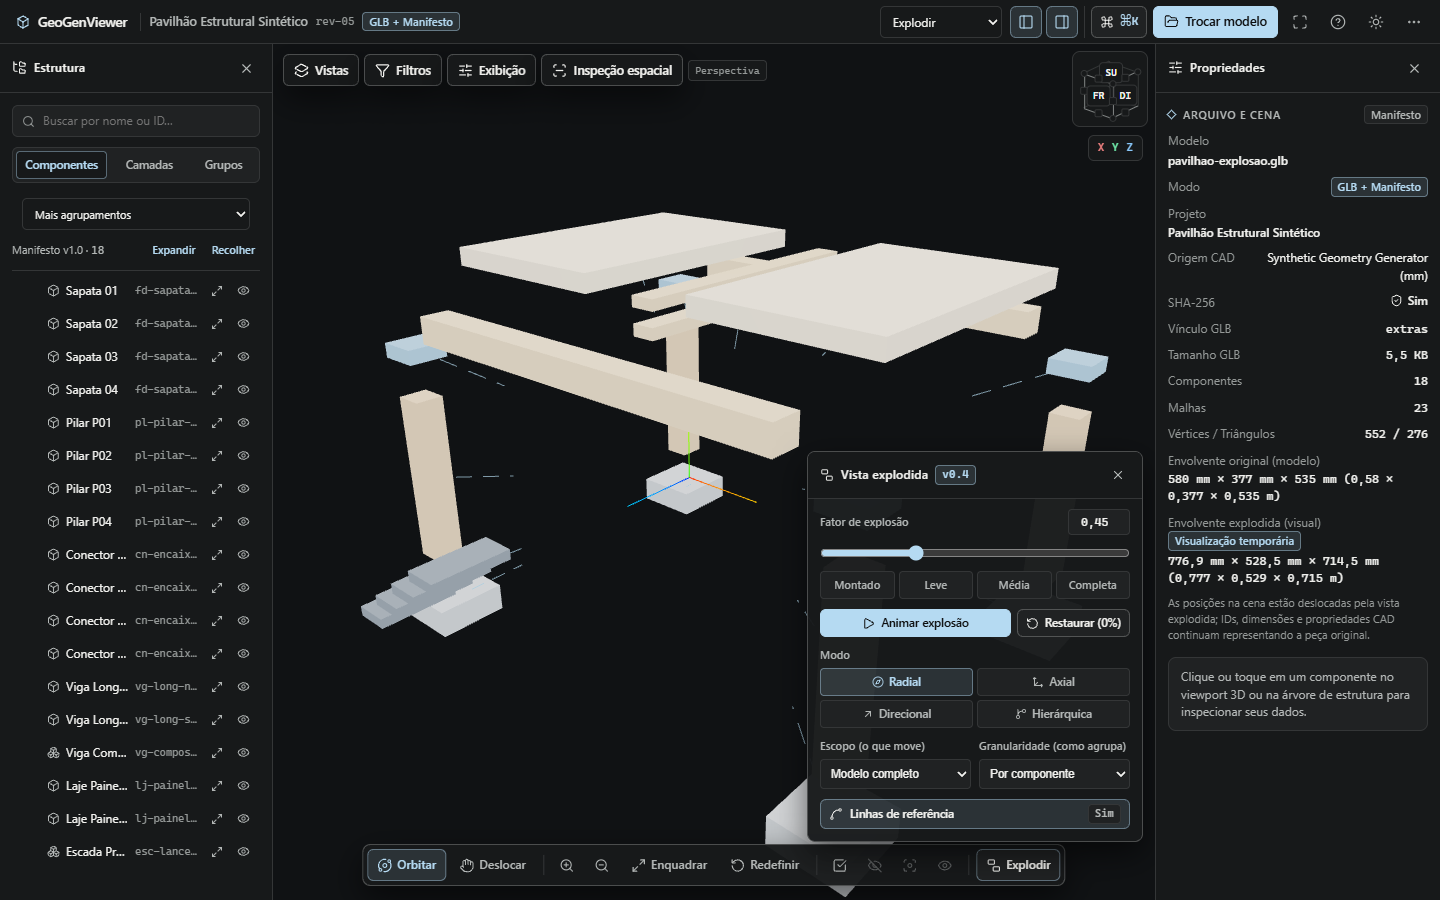 GeoGenViewer
Pavilhão Estrutural Sintético rev-05 GLB + Manifesto
Explodir
⌘ ⌘K
Trocar modelo
Estrutura
Buscar por nome ou ID...
Componentes Camadas Grupos
Mais agrupamentos
Manifesto v1.0 · 18 Expandir Recolher
Sapata 01 fd-sapata…
Sapata 02 fd-sapata…
Sapata 03 fd-sapata…
Sapata 04 fd-sapata…
Pilar P01 pl-pilar-…
Pilar P02 pl-pilar-…
Pilar P03 pl-pilar-…
Pilar P04 pl-pilar-…
Conector ... cn-encaix…
Conector ... cn-encaix…
Conector ... cn-encaix…
Conector ... cn-encaix…
Viga Long... vg-long-n…
Viga Long... vg-long-s…
Viga Com... vg-compos…
Laje Paine... lj-painel…
Laje Paine... lj-painel…
Escada Pr... esc-lance…
Vistas Filtros Exibição Inspeção espacial Perspectiva
SU
FR DI
X Y Z
Vista explodida v0.4
Fator de explosão 0,45
Montado Leve Média Completa
Animar explosão Restaurar (0%)
Modo
Radial Axial
Direcional Hierárquica
Escopo (o que move) Granularidade (como agrupa)
Modelo completo Por componente
Linhas de referência Sim
Orbitar Deslocar Enquadrar Redefinir Explodir
Propriedades
ARQUIVO E CENA Manifesto
Modelo
pavilhao-explosao.glb
Modo GLB + Manifesto
Projeto
Pavilhão Estrutural Sintético
Origem CAD Synthetic Geometry Generator
(mm)
SHA-256 Sim
Vínculo GLB extras
Tamanho GLB 5,5 KB
Componentes 18
Malhas 23
Vértices / Triângulos 552 / 276
Envolvente original (modelo)
580 mm × 377 mm × 535 mm (0,58 ×
0,377 × 0,535 m)
Envolvente explodida (visual)
Visualização temporária
776,9 mm × 528,5 mm × 714,5 mm
(0,777 × 0,529 × 0,715 m)
As posições na cena estão deslocadas pela vista
explodida; IDs, dimensões e propriedades CAD
continuam representando a peça original.
Clique ou toque em um componente no
viewport 3D ou na árvore de estrutura para
inspecionar seus dados.